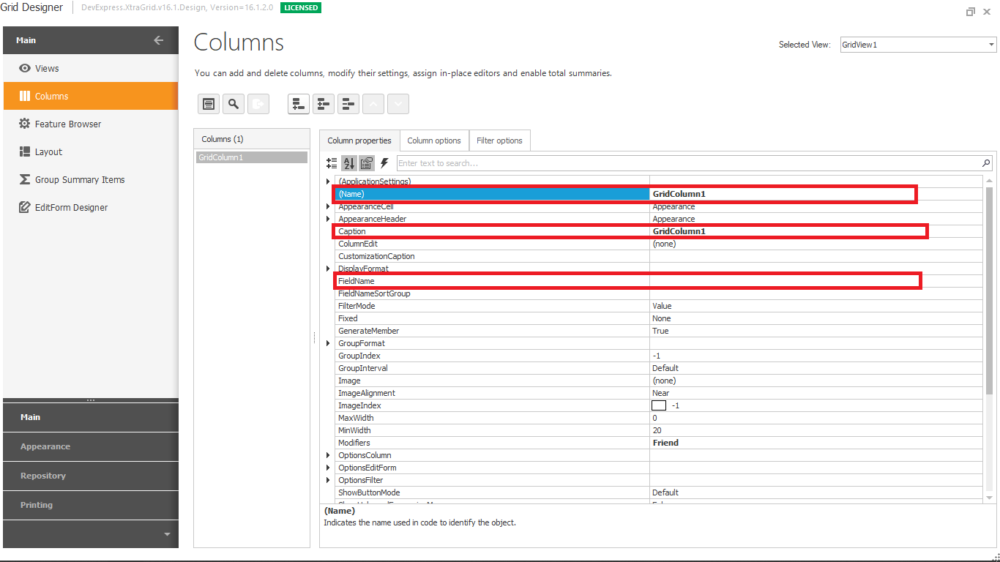 Grid Designer DevExpress.XtraGrid.v16.1.Design, Version=16.1.2.0 LICENSED
Main
Views
Columns
Feature Browser
Layout
Group Summary Items
EditForm Designer
Main
Appearance
Repository
Printing
Columns
Selected View: GridView1
You can add and delete columns, modify their settings, assign in-place editors and enable total summaries.
Columns (1)
GridColumn1
Column properties Column options Filter options
Enter text to search...
(ApplicationSettings)
(Name) GridColumn1
AppearanceCell Appearance
AppearanceHeader Appearance
Caption GridColumn1
ColumnEdit (none)
CustomizationCaption
DisplayFormat
FieldName
FieldNameSortGroup
FilterMode Value
Fixed None
GenerateMember True
GroupFormat
GroupIndex -1
GroupInterval Default
Image (none)
ImageAlignment Near
ImageIndex -1
MaxWidth 0
MinWidth 20
Modifiers Friend
OptionsColumn
OptionsEditForm
OptionsFilter
ShowButtonMode Default
(Name)
Indicates the name used in code to identify the object.